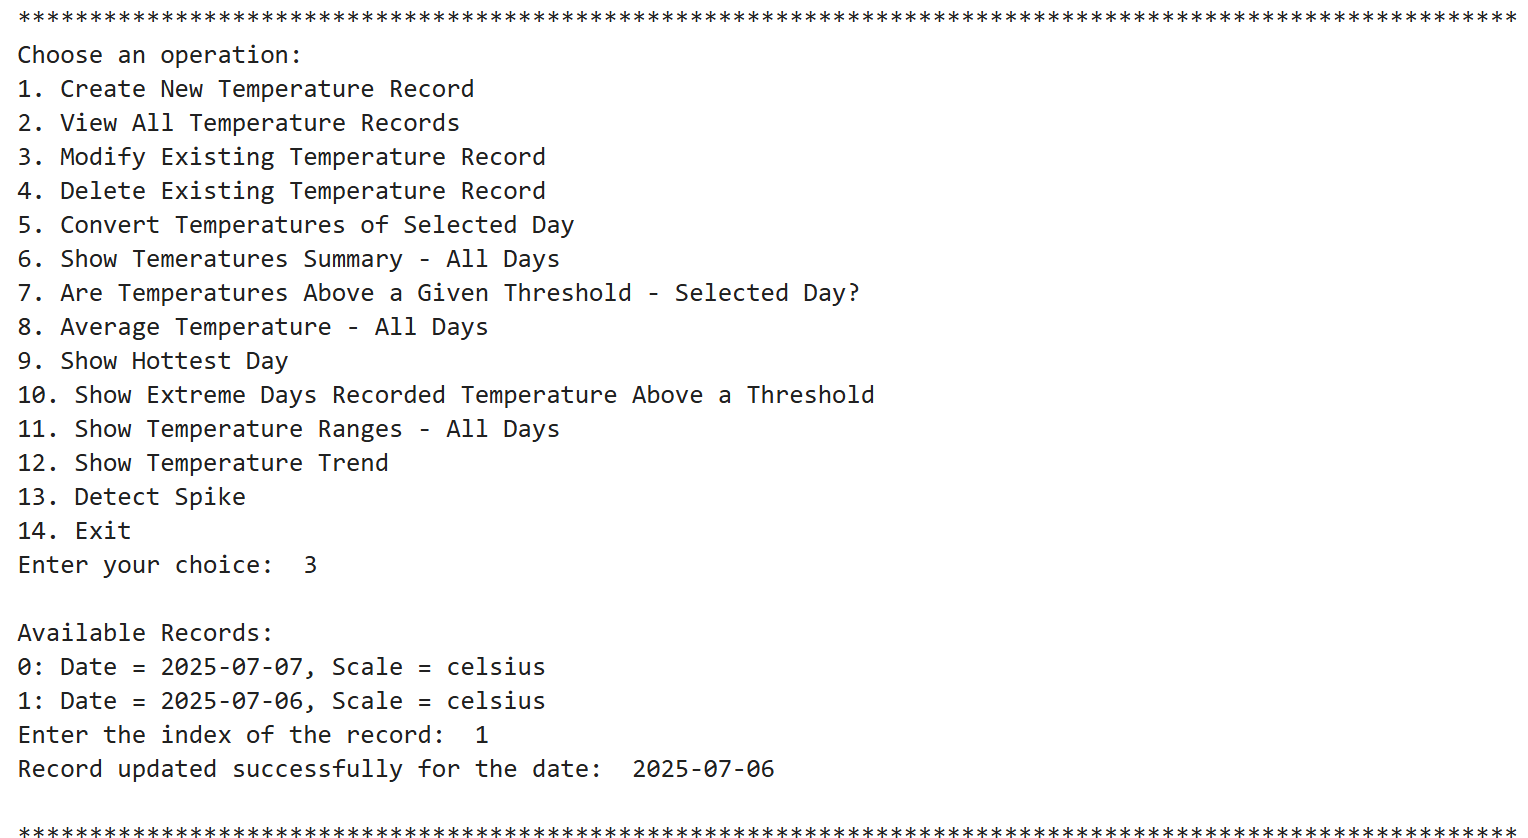 *********************************************************************************************************
Choose an operation:
1. Create New Temperature Record
2. View All Temperature Records
3. Modify Existing Temperature Record
4. Delete Existing Temperature Record
5. Convert Temperatures of Selected Day
6. Show Temeratures Summary - All Days
7. Are Temperatures Above a Given Threshold - Selected Day?
8. Average Temperature - All Days
9. Show Hottest Day
10. Show Extreme Days Recorded Temperature Above a Threshold
11. Show Temperature Ranges - All Days
12. Show Temperature Trend
13. Detect Spike
14. Exit
Enter your choice:  3
Available Records:
0: Date = 2025-07-07, Scale = celsius
1: Date = 2025-07-06, Scale = celsius
Enter the index of the record:  1
Record updated successfully for the date:  2025-07-06
*********************************************************************************************************